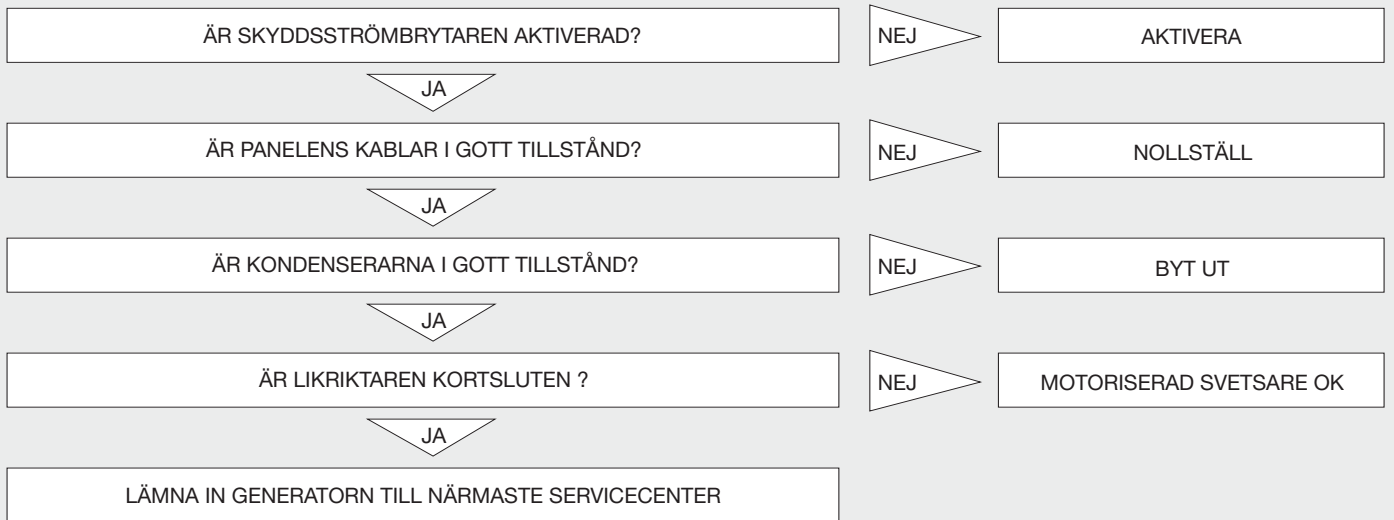 ÄR SKYDDSSTRÖMBRYTAREN AKTIVERAD?
NEJ
AKTIVERA
JA
ÄR PANELENS KABLAR I GOTT TILLSTÅND?
NEJ
NOLLSTÄLL
JA
ÄR KONDENSERARNA I GOTT TILLSTÅND?
NEJ
BYT UT
JA
ÄR LIKRIKTAREN KORTSLUTEN ?
NEJ
MOTORISERAD SVETSARE OK
JA
LÄMNA IN GENERATORN TILL NÄRMASTE SERVICECENTER